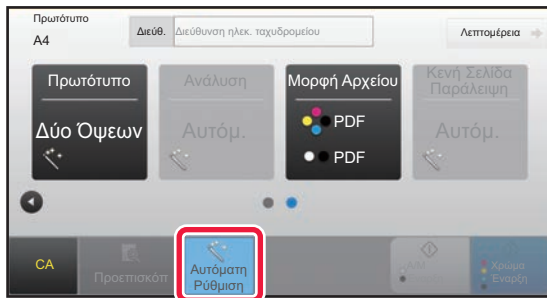 Πρωτότυπο
A4
Διεύθ.
Διεύθυνση ηλεκ. ταχυδρομείου
Λεπτομέρεια
Πρωτότυπο
Δύο Όψεων
Ανάλυση
Αυτόμ.
Μορφή Αρχείου
PDF
PDF
Κενή Σελίδα
Παράλειψη
Αυτόμ.
CA
Προεπισκόπ
Αυτόματη
Ρύθμιση
Χρώμα
Έναρξη